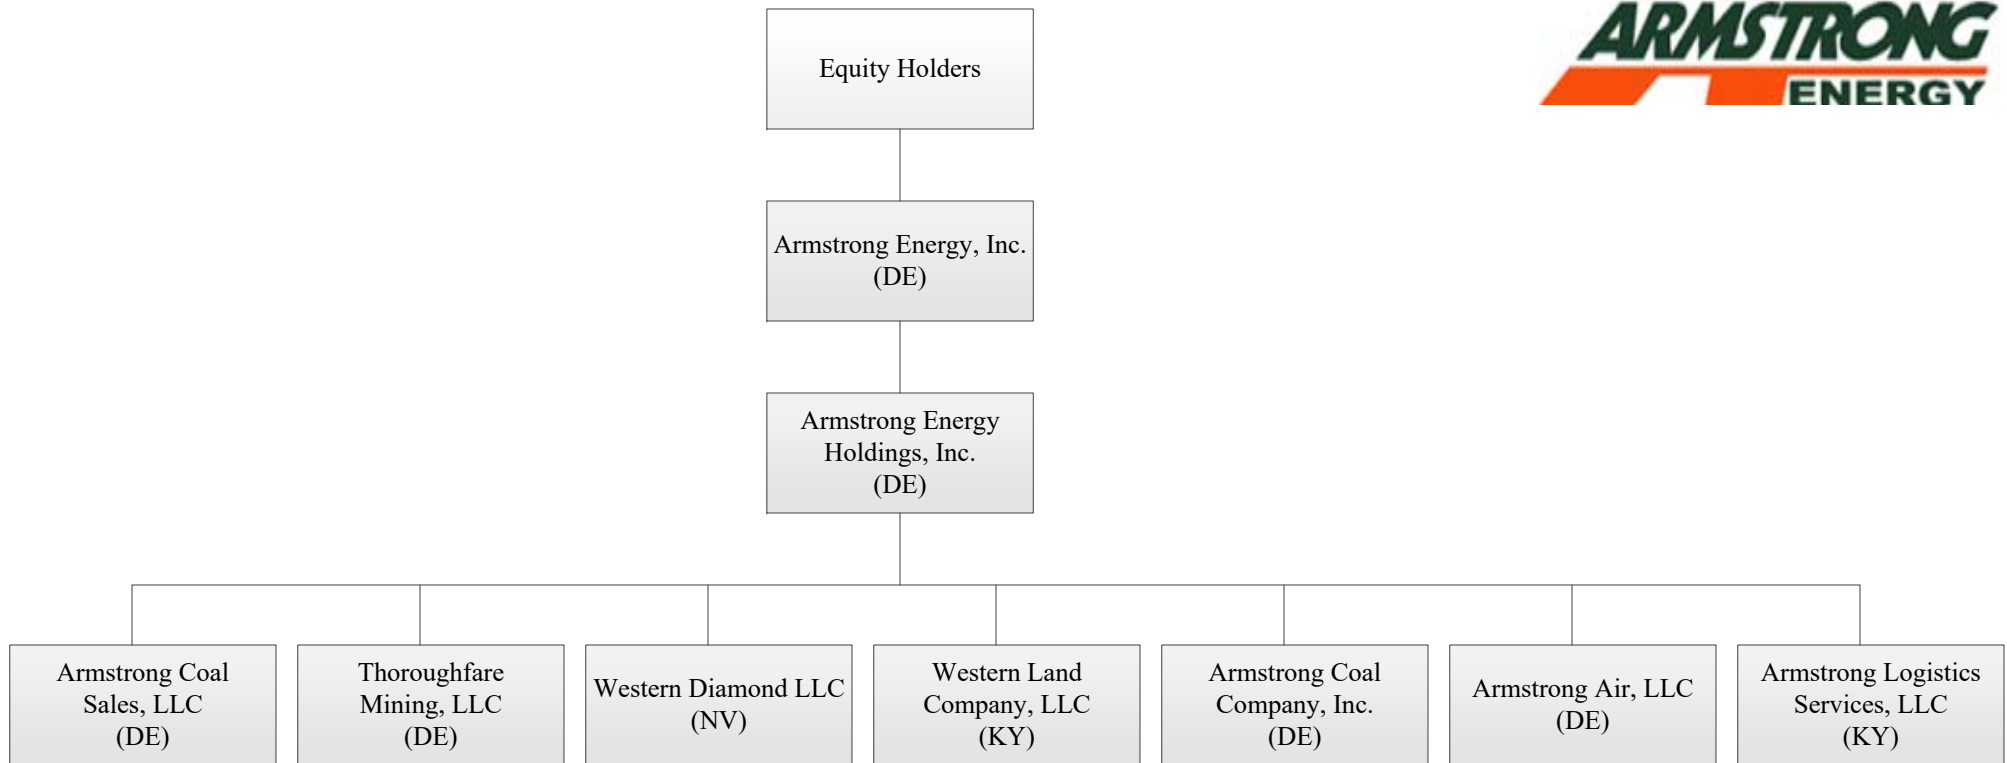 ARMSTRONG
ENERGY
Equity Holders
Armstrong Energy, Inc.
(DE)
Armstrong Energy
Holdings, Inc.
(DE)
Armstrong Coal
Sales, LLC
(DE)
Thoroughfare
Mining, LLC
(DE)
Western Diamond LLC
(NV)
Western Land
Company, LLC
(KY)
Armstrong Coal
Company, Inc.
(DE)
Armstrong Air, LLC
(DE)
Armstrong Logistics
Services, LLC
(KY)